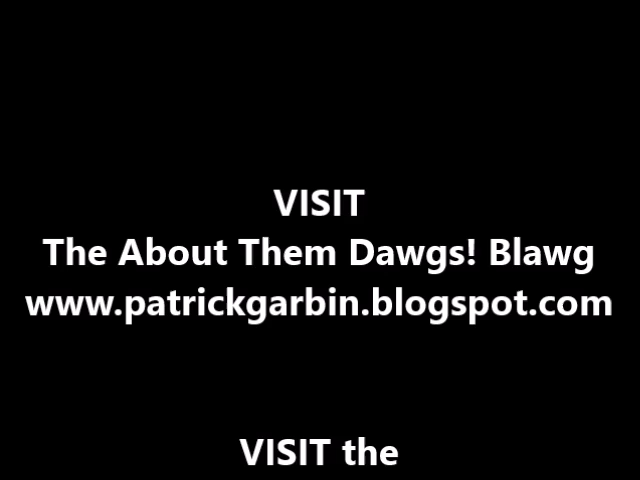 VISIT
The About Them Dawgs! Blawg
www.patrickgarbin.blogspot.com
VISIT the